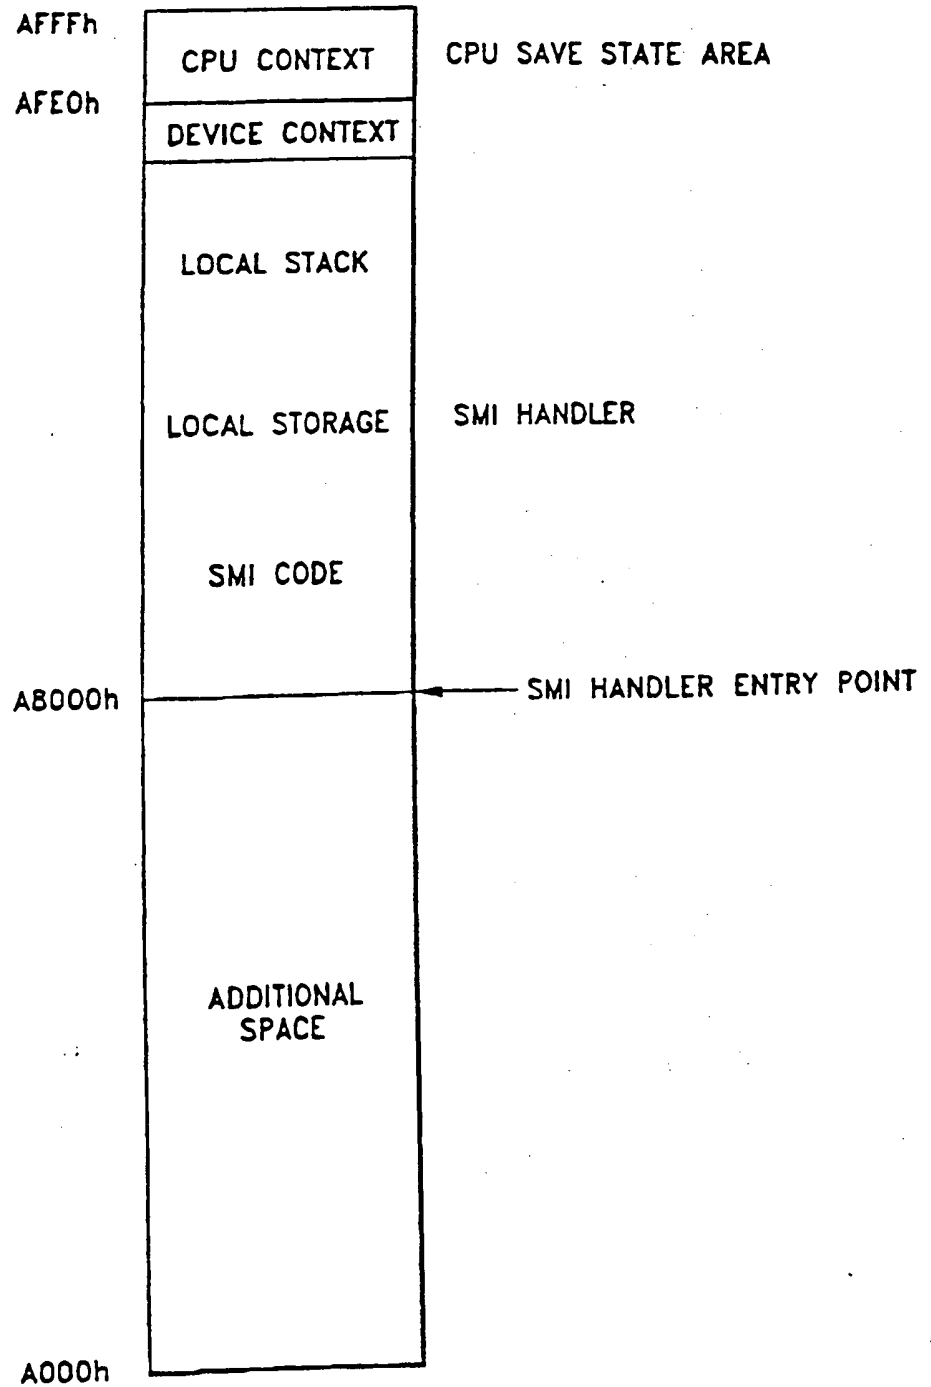 AFFFh
CPU CONTEXT
CPU SAVE STATE AREA
AFE0h
DEVICE CONTEXT
LOCAL STACK
LOCAL STORAGE
SMI HANDLER
SMI CODE
A8000h
SMI HANDLER ENTRY POINT
ADDITIONAL
SPACE
A000h